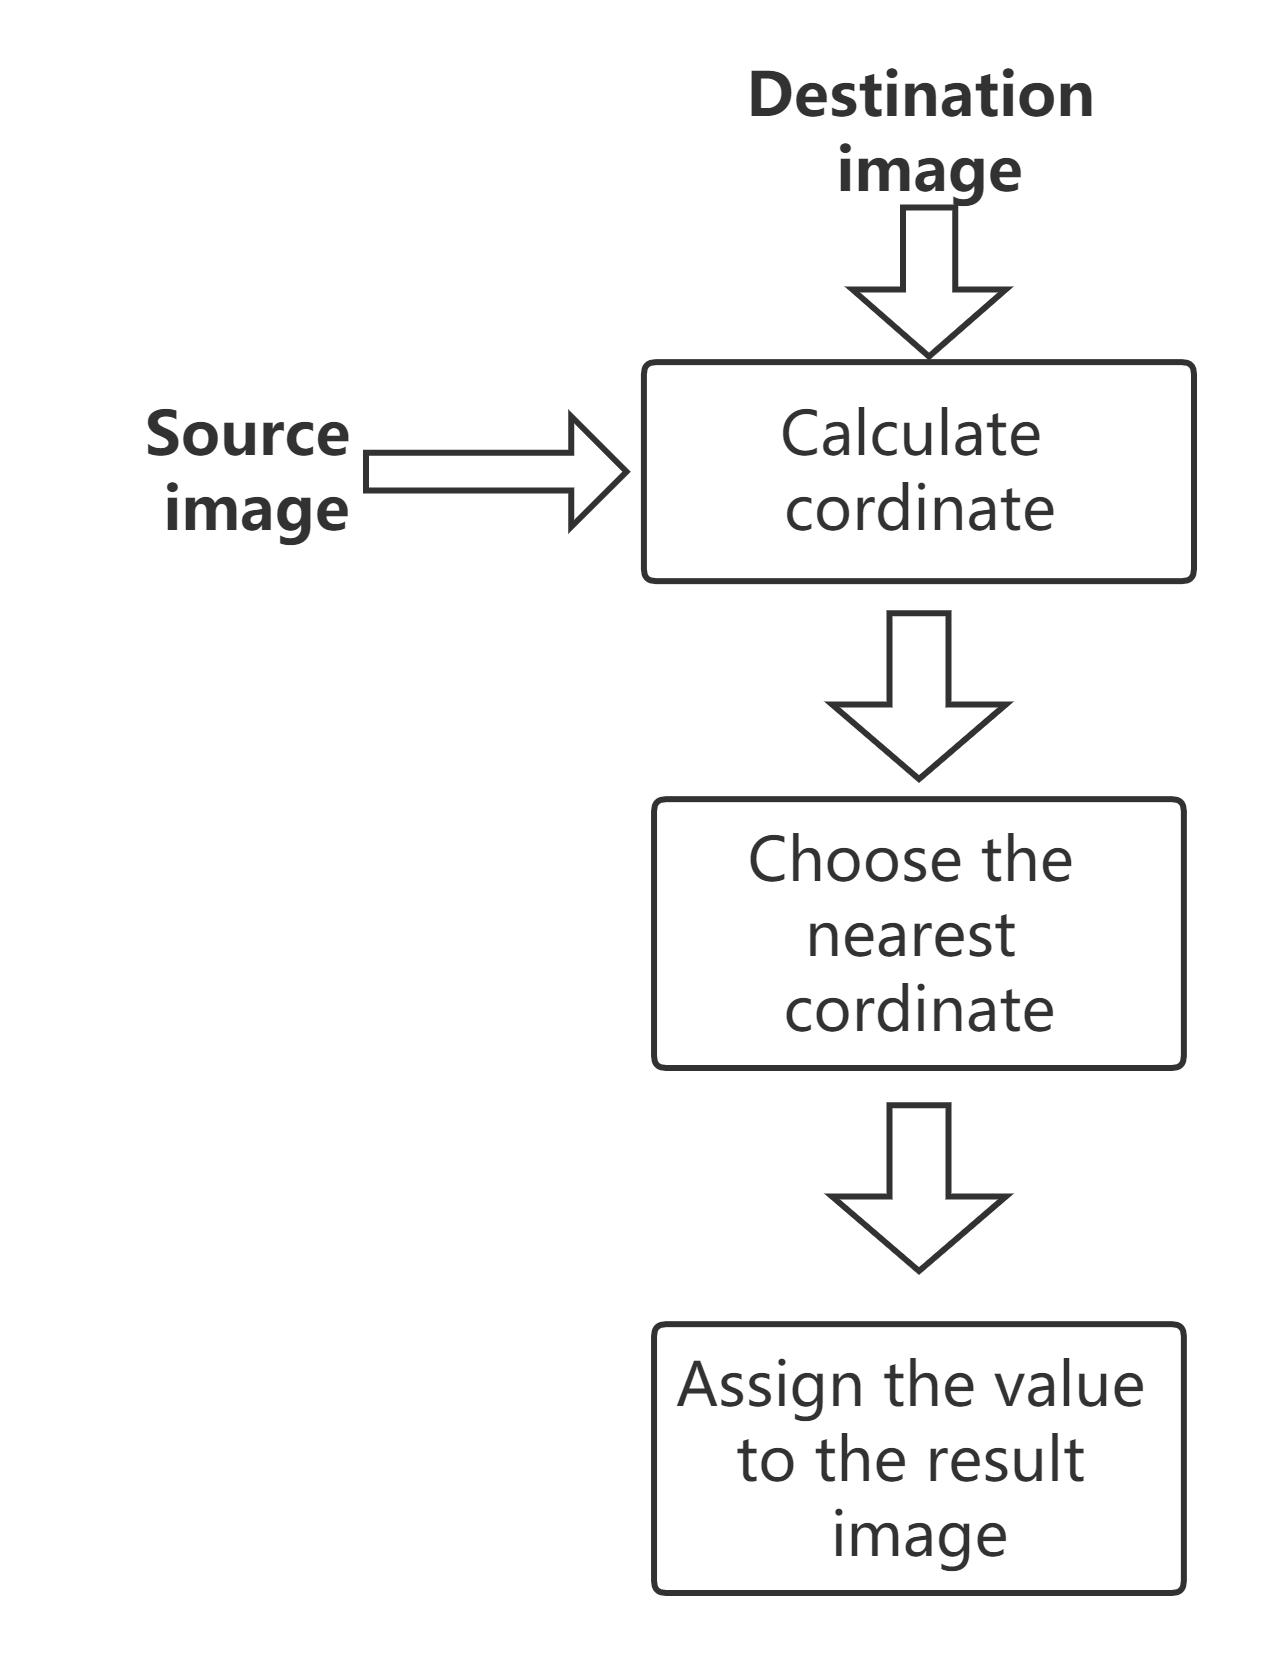 Destination
image
Source
image
Calculate
cordinate
Choose the
nearest
cordinate
Assign the value
to the result
image